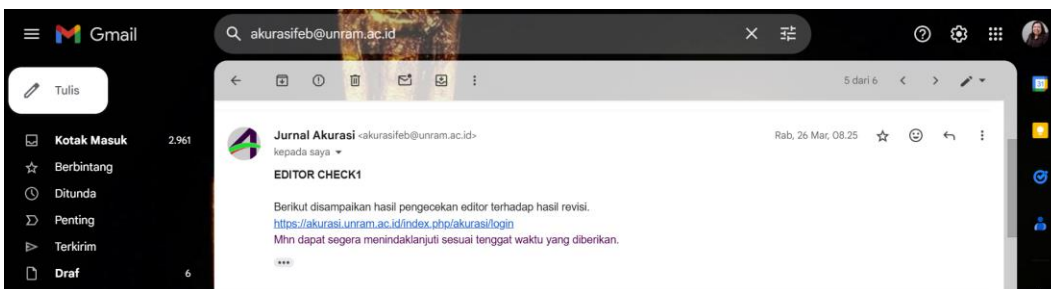 Gmail
akurasifeb@unram.ac.id
Tulis
5 dari 6
Kotak Masuk 2.961
Berbintang
Ditunda
Penting
Terkirim
Draf 6
Jurnal Akurasi <akurasifeb@unram.ac.id>
Rab, 26 Mar, 08.25
kepada saya
EDITOR CHECK1
Berikut disampaikan hasil pengecekan editor terhadap hasil revisi.
https://akurasi.unram.ac.id/index.php/akurasi/login
Mhn dapat segera menindaklanjuti sesuai tenggat waktu yang diberikan.